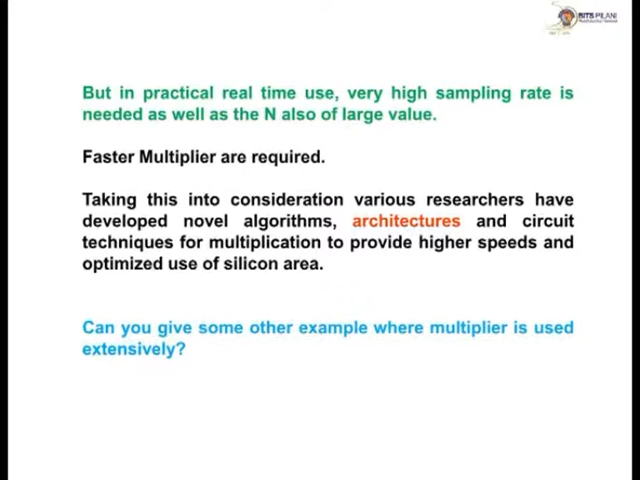 BITS PILANI
But in practical real time use, very high sampling rate is
needed as well as the N also of large value.
Faster Multiplier are required.
Taking this into consideration various researchers have
developed novel algorithms, architectures and circuit
techniques for multiplication to provide higher speeds and
optimized use of silicon area.
Can you give some other example where multiplier is used
extensively?